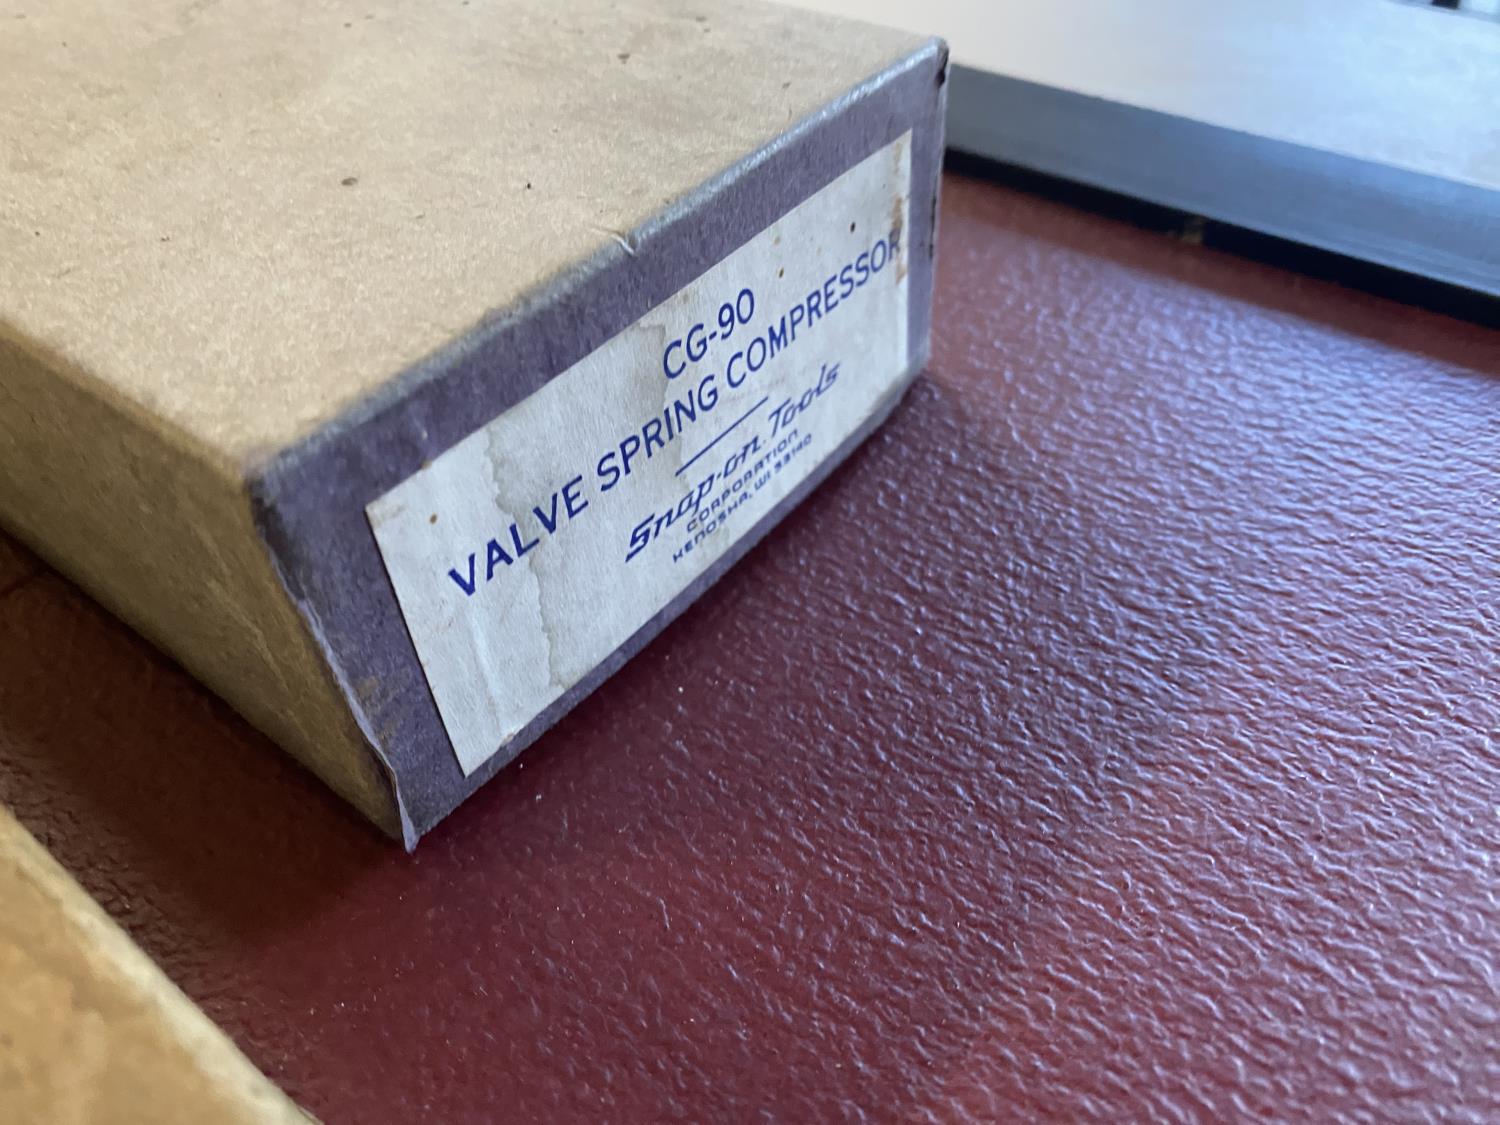 CG-90
VALVE SPRING COMPRESSOR
Snap-on Tools
CORPORATION
KENOSHA, WI 53140